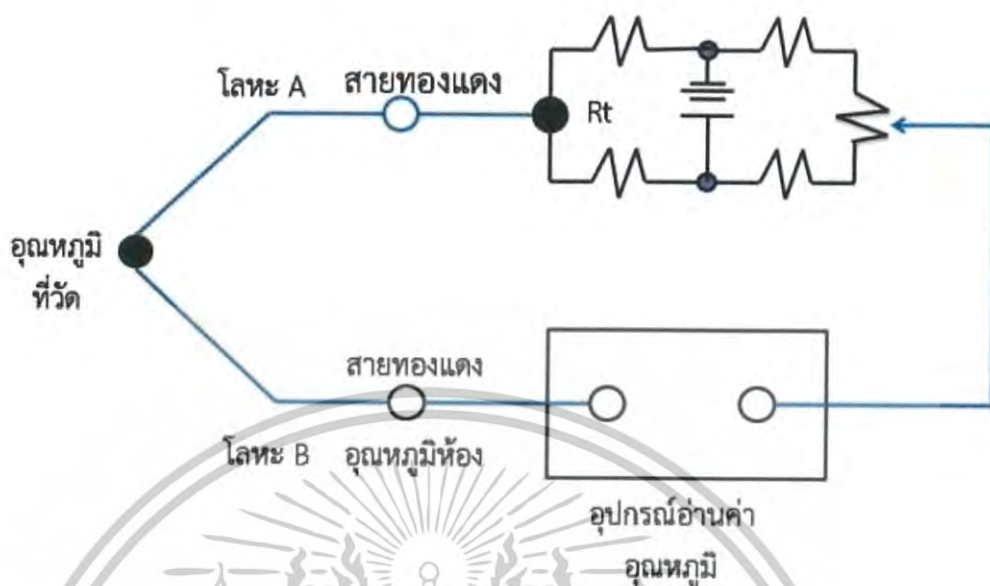 โลหะ A
สายทองแดง
Rt
อุณหภูมิ
ที่วัด
สายทองแดง
โลหะ B
อุณหภูมิห้อง
อุปกรณ์อ่านค่า
อุณหภูมิ